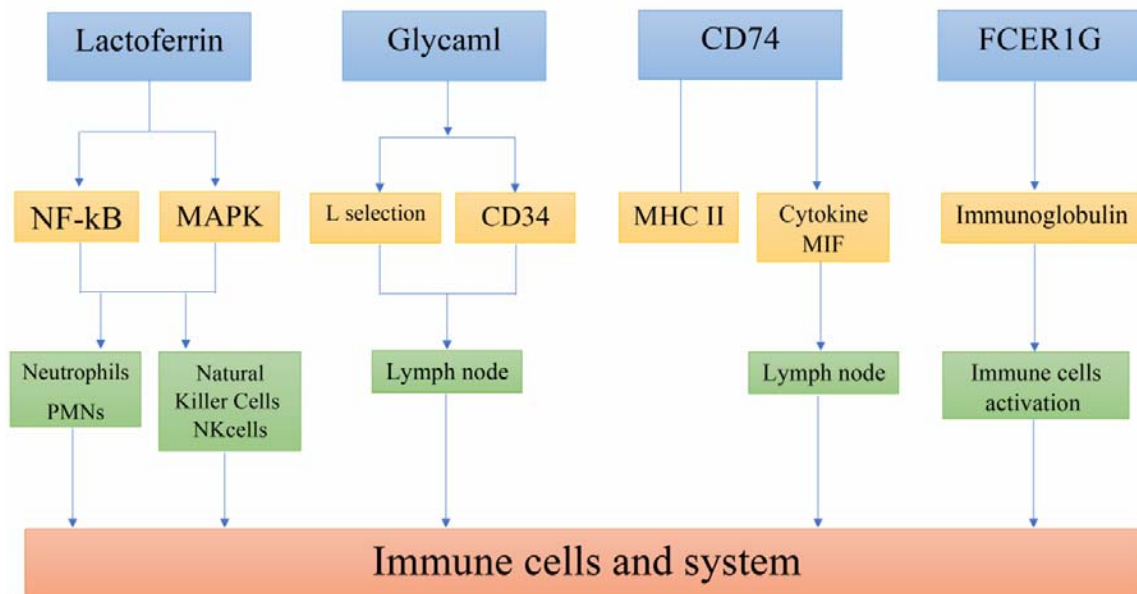 Lactoferrin
Glycaml
CD74
FCER1G
NF-kB
MAPK
L selection
CD34
MHC II
Cytokine
MIF
Immunoglobulin
Neutrophils
PMNs
Natural
Killer Cells
NKcells
Lymph node
Lymph node
Immune cells
activation
Immune cells and system